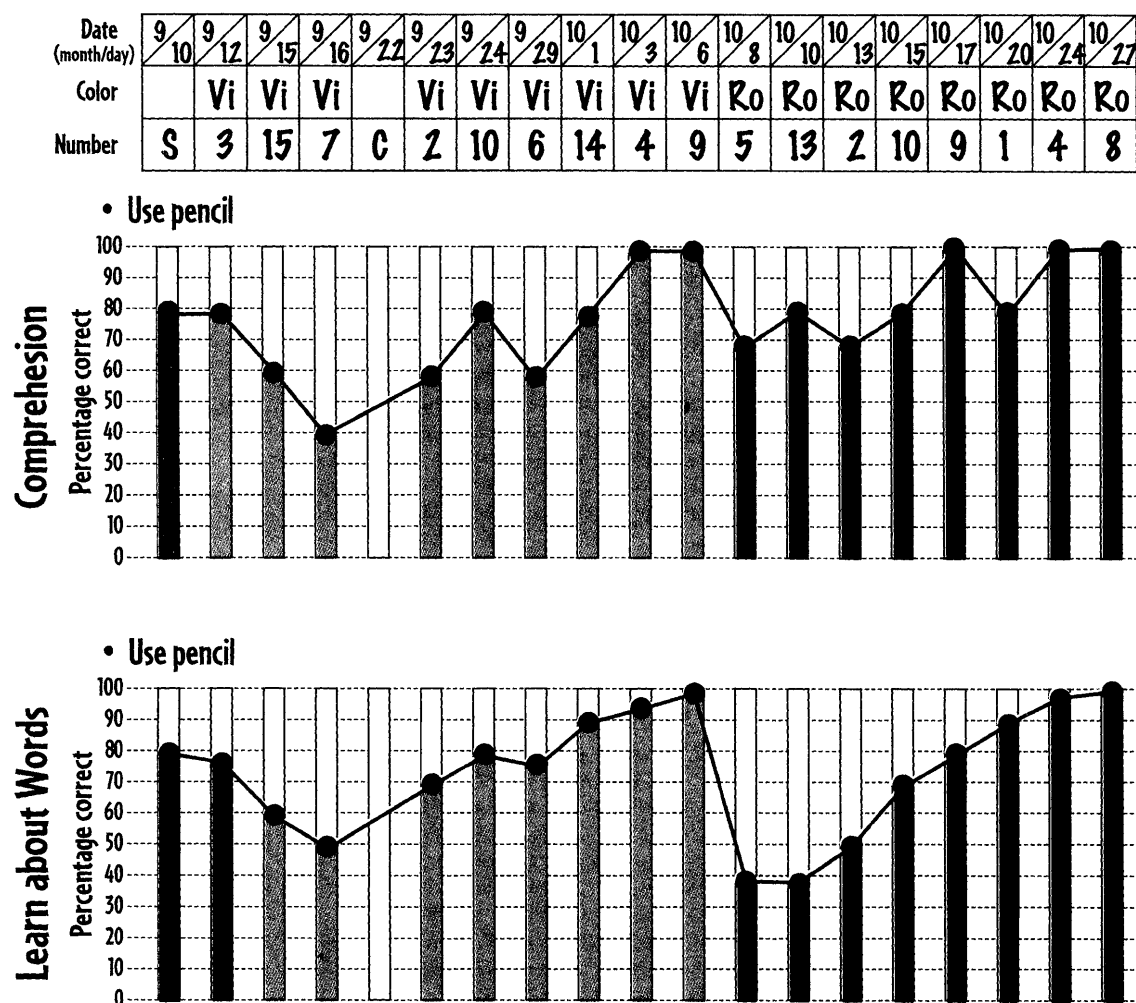 Date (month/day) 9/10 9/12 9/15 9/16 9/22 9/23 9/24 9/29 10/1 10/3 10/6 10/8 10/10 10/13 10/15 10/17 10/20 10/24 10/27
Color Vi Vi Vi Vi Vi Vi Vi Vi Vi Ro Ro Ro Ro Ro Ro Ro Ro
Number S 3 15 7 C 2 10 6 14 4 9 5 13 2 10 9 1 4 8
• Use pencil
Comprehesion
Percentage correct
100
90
80
70
60
50
40
30
20
10
0
• Use pencil
Learn about Words
Percentage correct
100
90
80
70
60
50
40
30
20
10
0